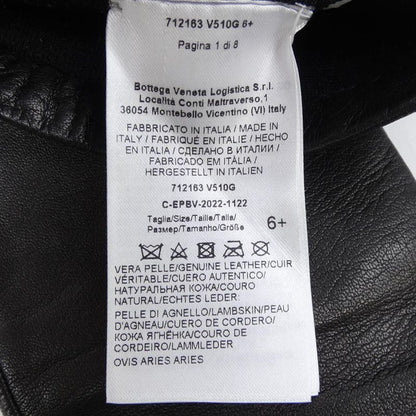 712163 V510G 6+
Pagina 1 di 8
Bottega Veneta Logistica S.r.l.
Località Conti Maltraverso,1
36054 Montebello Vicentino (VI) Italy
FABBRICATO IN ITALIA / MADE IN
ITALY / FABRIQUÉ EN ITALIE / HECHO
EN ITALIA / СДЕЛАНО В ИТАЛИИ /
FABRICADO EM ITÁLIA /
HERGESTELLT IN ITALIEN
712163 V510G
C-EPBV-2022-1122
Taglia/Size/Taille/Talla/
Размер/Tamanho/Größe 6+
VERA PELLE/GENUINE LEATHER/CUIR
VÉRITABLE/CUERO AUTENTICO/
НАТУРАЛЬНАЯ КОЖА/COURO
NATURAL/ECHTES LEDER
PELLE DI AGNELLO/LAMBSKIN/PEAU
D'AGNEAU/CUERO DE CORDERO/
КОЖА ЯГНЁНКА/COURO DE
CORDEIRO/LAMMLEDER
OVIS ARIES ARIES